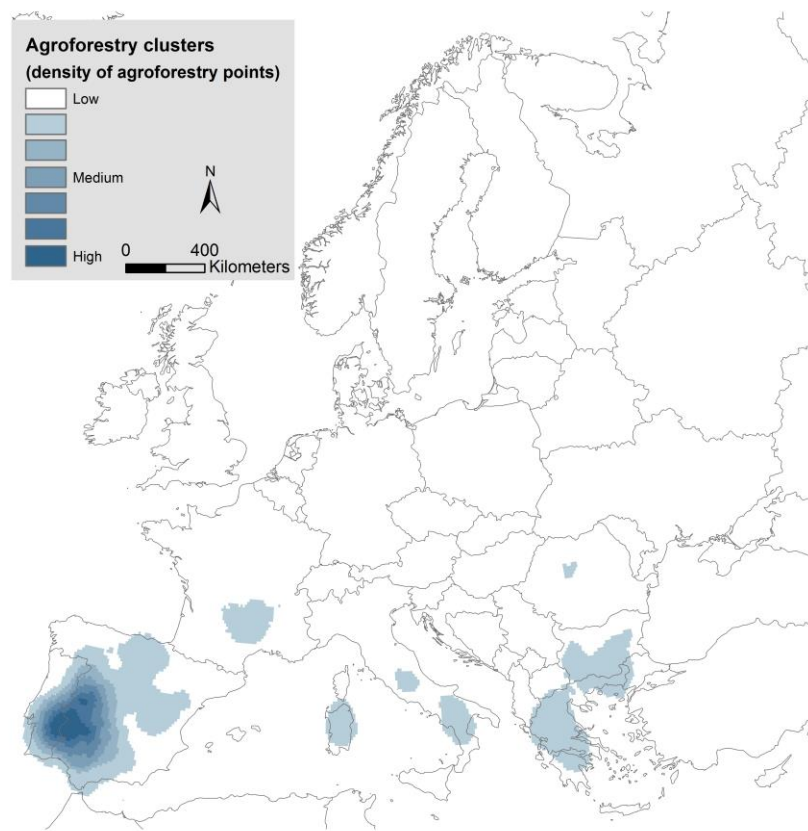 Agroforestry clusters
(density of agroforestry points)
Low
Medium
High
N
0 400
Kilometers